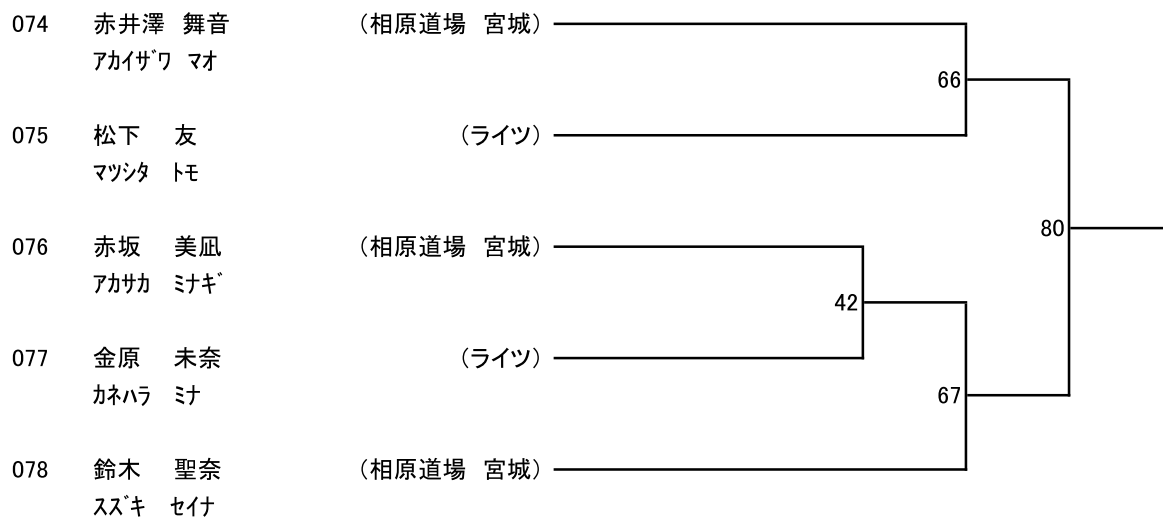 074 赤井澤 舞音 （相原道場 宮城）
ｱｶｲｻﾞﾜ ﾏｵ
66
075 松下 友 （ライツ）
ﾏﾂｼﾀ ﾄﾓ
80
076 赤坂 美凪 （相原道場 宮城）
ｱｶｻｶ ﾐﾅｷﾞ
42
077 金原 未奈 （ライツ）
ｶﾈﾊﾗ ﾐﾅ
67
078 鈴木 聖奈 （相原道場 宮城）
ｽｽﾞｷ ｾｲﾅ